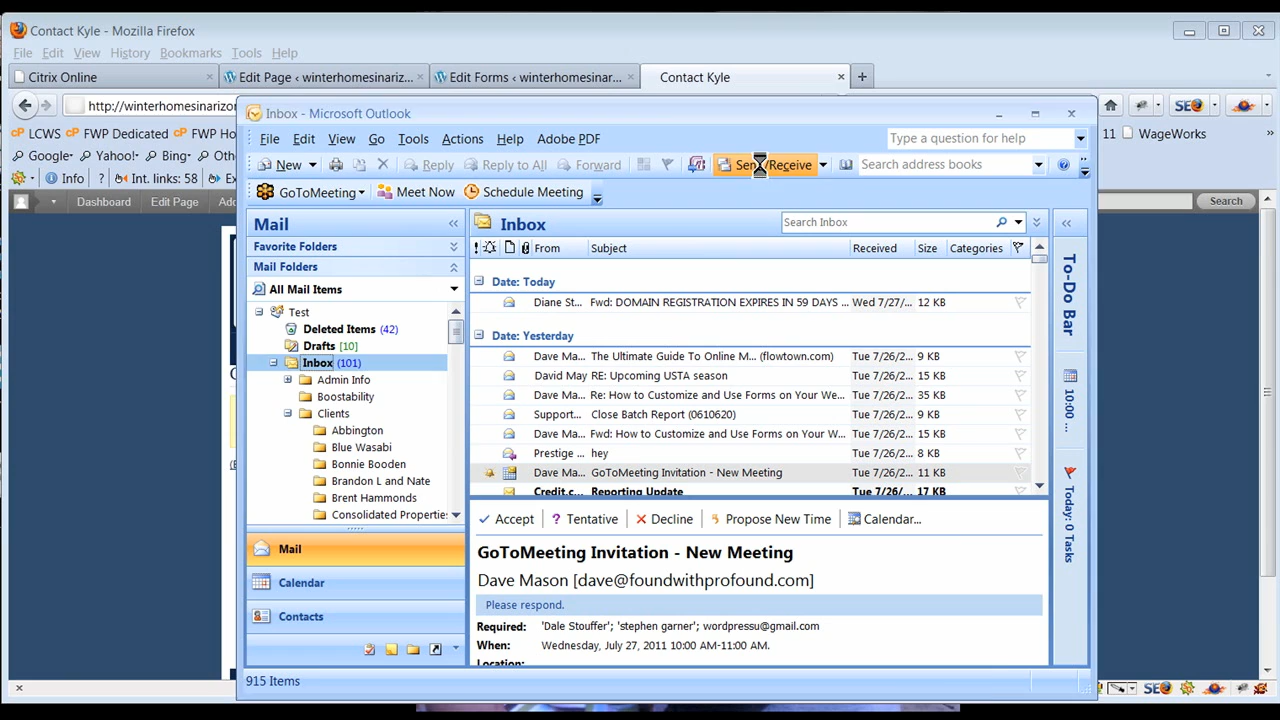 Contact Kyle - Mozilla Firefox
File Edit View History Bookmarks Tools Help
Citrix Online Edit Page ‹ winterhomesinariz... Edit Forms ‹ winterhomesinar... Contact Kyle
http://winterhomesinarizo
LCWS FWP Dedicated FWP Ho 11 WageWorks
Google Yahoo! Bing
Info Int. links: 58 Ex
Dashboard Edit Page Search
Inbox - Microsoft Outlook
File Edit View Go Tools Actions Help Adobe PDF Type a question for help
New Reply Reply to All Forward Send/Receive Search address books
GoToMeeting Meet Now Schedule Meeting
Mail
Favorite Folders
Mail Folders
All Mail Items
Test
Deleted Items (42)
Drafts [10]
Inbox (101)
Admin Info
Boostability
Clients
Abbington
Blue Wasabi
Bonnie Booden
Brandon L and Nate
Brent Hammonds
Consolidated Properties
Mail
Calendar
Contacts
915 Items
Inbox Search Inbox
From Subject Received Size Categories
Date: Today
Diane St... Fwd: DOMAIN REGISTRATION EXPIRES IN 59 DAYS ... Wed 7/27/... 12 KB
Date: Yesterday
Dave Ma... The Ultimate Guide To Online M... (flowtown.com) Tue 7/26/2... 9 KB
David May RE: Upcoming USTA season Tue 7/26/2... 15 KB
Dave Ma... Re: How to Customize and Use Forms on Your We... Tue 7/26/2... 35 KB
Support... Close Batch Report (0610620) Tue 7/26/2... 9 KB
Dave Ma... Fwd: How to Customize and Use Forms on Your W... Tue 7/26/2... 15 KB
Prestige ... hey Tue 7/26/2... 8 KB
Dave Ma... GoToMeeting Invitation - New Meeting Tue 7/26/2... 11 KB
Credit.c... Reporting Update Tue 7/26/... 17 KB
Accept Tentative Decline Propose New Time Calendar...
GoToMeeting Invitation - New Meeting
Dave Mason [dave@foundwithprofound.com]
Please respond.
Required: 'Dale Stouffer'; 'stephen garner'; wordpressu@gmail.com
When: Wednesday, July 27, 2011 10:00 AM-11:00 AM.
Location:
To-Do Bar
10:00 ...
Today: 0 Tasks
SEO
SEO